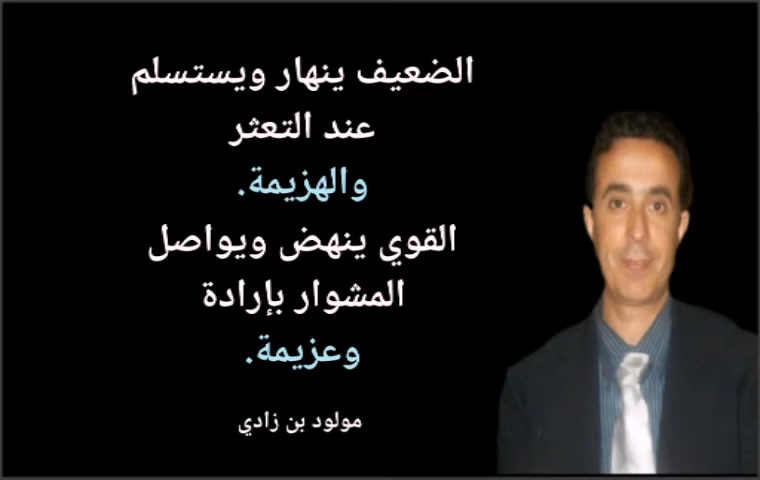 الضعيف ينهار ويستسلم
عند التعثر
والهزيمة.
القوي ينهض ويواصل
المشوار بإرادة
وعزيمة.
مولود بن زادي